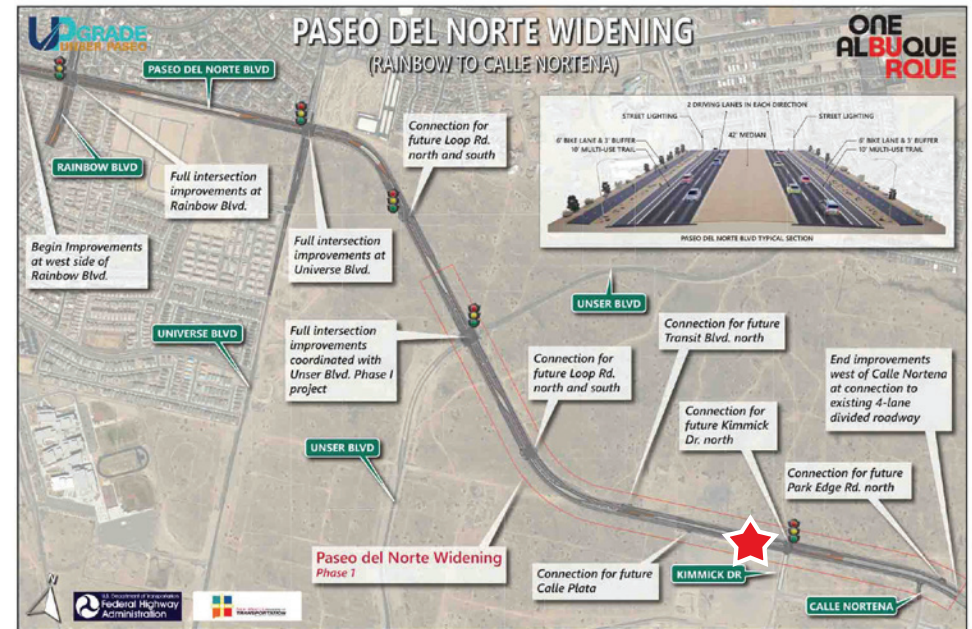 UPGRADE
UNSER PASEO
PASEO DEL NORTE WIDENING
(RAINBOW TO CALLE NORTENA)
ONE
ALBUQUE
RQUE
PASEO DEL NORTE BLVD
RAINBOW BLVD
Full intersection
improvements at
Rainbow Blvd.
Begin Improvements
at west side of
Rainbow Blvd.
Connection for
future Loop Rd.
north and south
Full intersection
improvements at
Universe Blvd.
2 DRIVING LANES IN EACH DIRECTION
STREET LIGHTING
STREET LIGHTING
42' MEDIAN
6' BIKE LANE & 3' BUFFER
10' MULTI-USE TRAIL
6' BIKE LANE & 3' BUFFER
10' MULTI-USE TRAIL
PASEO DEL NORTE BLVD TYPICAL SECTION
UNSER BLVD
UNIVERSE BLVD
Full intersection
improvements
coordinated with
Unser Blvd. Phase I
project
Connection for
future Transit
Blvd. north
Connection for
future Loop Rd.
north and south
End improvements
west of Calle Nortena
at connection to
existing 4-lane
divided roadway
Connection for
future Kimmick
Dr. north
UNSER BLVD
Connection for future
Park Edge Rd. north
Paseo del Norte Widening
Phase 1
Connection for future
Calle Plata
KIMMICK DR
CALLE NORTENA
N
U.S. Department of Transportation
Federal Highway
Administration
TRANSPORTATION